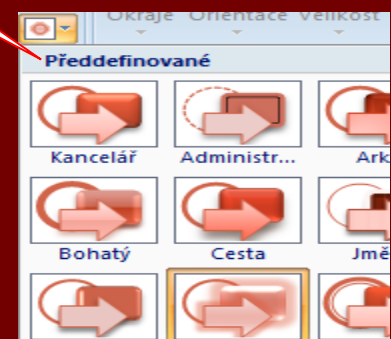 Okraje Orientace Velikost
Předdefinované
Kancelář Administr... Ark
Bohatý Cesta Jmě